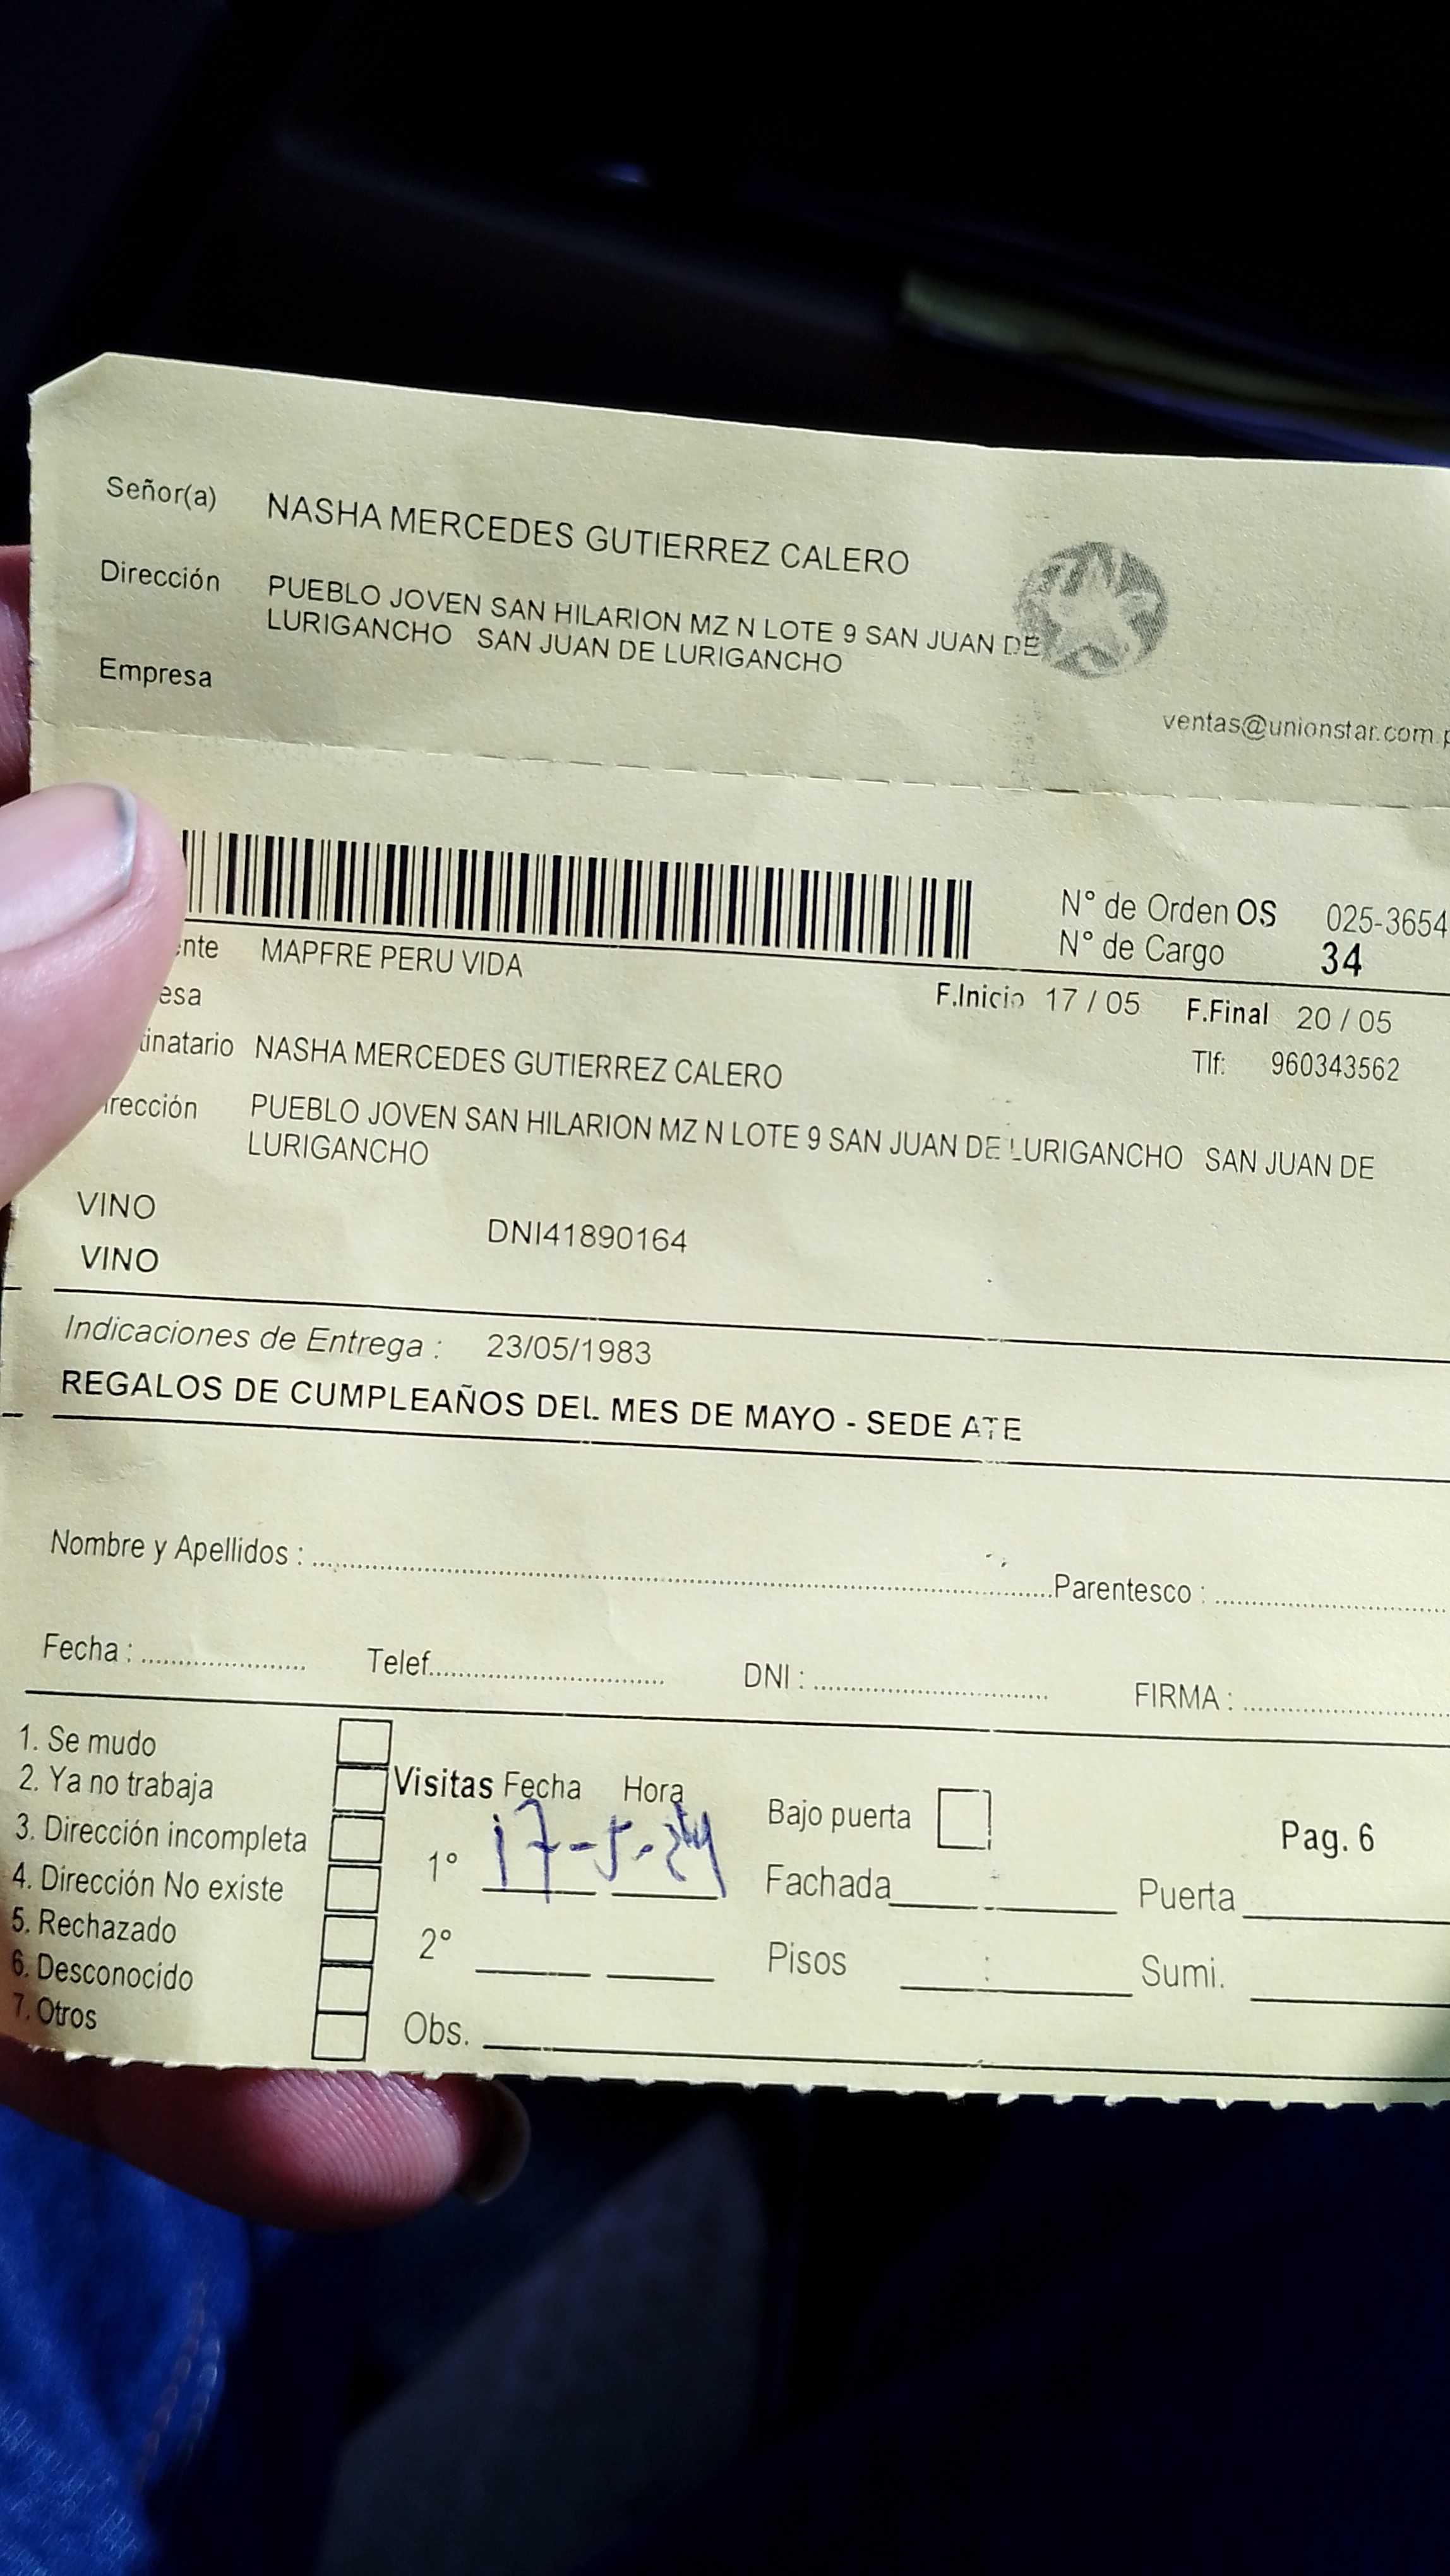 Señor(a) NASHA MERCEDES GUTIERREZ CALERO
Dirección PUEBLO JOVEN SAN HILARION MZ N LOTE 9 SAN JUAN DE
LURIGANCHO SAN JUAN DE LURIGANCHO
Empresa
ventas@unionstar.com.p
N° de Orden OS 025-3654
N° de Cargo 34
ente MAPFRE PERU VIDA
F.Inicio 17 / 05 F.Final 20 / 05
esa
tinatario NASHA MERCEDES GUTIERREZ CALERO
Tlf: 960343562
irección PUEBLO JOVEN SAN HILARION MZ N LOTE 9 SAN JUAN DE LURIGANCHO SAN JUAN DE
LURIGANCHO
VINO
DNI41890164
VINO
Indicaciones de Entrega : 23/05/1983
REGALOS DE CUMPLEAÑOS DEL MES DE MAYO - SEDE ATE
Nombre y Apellidos : Parentesco :
Fecha : Telef. DNI : FIRMA :
1. Se mudo
2. Ya no trabaja
3. Dirección incompleta
4. Dirección No existe
5. Rechazado
6. Desconocido
7. Otros
Visitas Fecha Hora
1° 17-5-24
2°
Obs.
Bajo puerta
Pag. 6
Fachada Puerta
Pisos : Sumi.